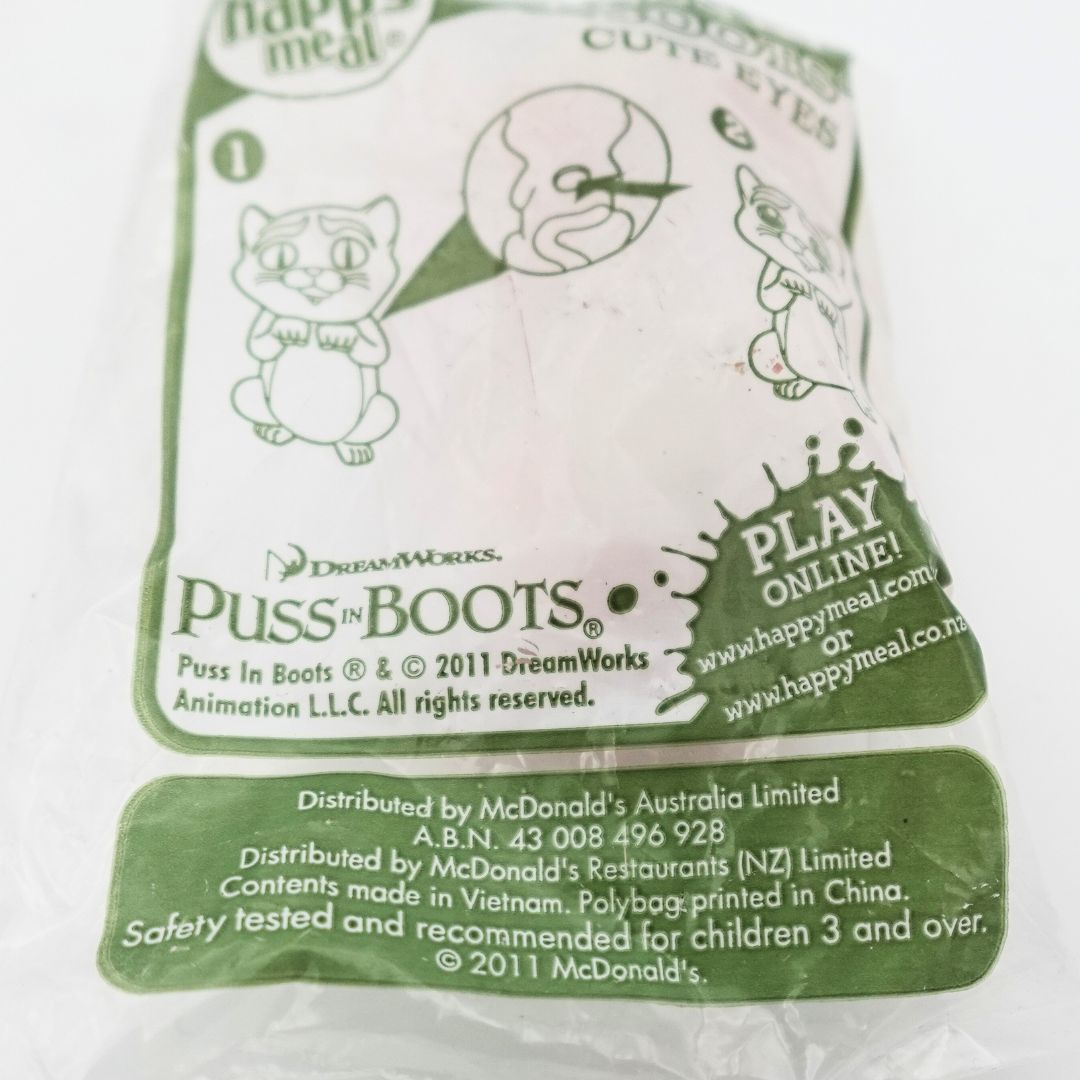 happy
meal®
BOOTS
CUTE EYES
1
2
DREAMWORKS.
PUSS IN BOOTS®
Puss In Boots ® & © 2011 DreamWorks
Animation L.L.C. All rights reserved.
PLAY
ONLINE!
www.happymeal.com
or
www.happymeal.co.nz
Distributed by McDonald's Australia Limited
A.B.N. 43 008 496 928
Distributed by McDonald's Restaurants (NZ) Limited
Contents made in Vietnam. Polybag printed in China.
Safety tested and recommended for children 3 and over.
© 2011 McDonald's.